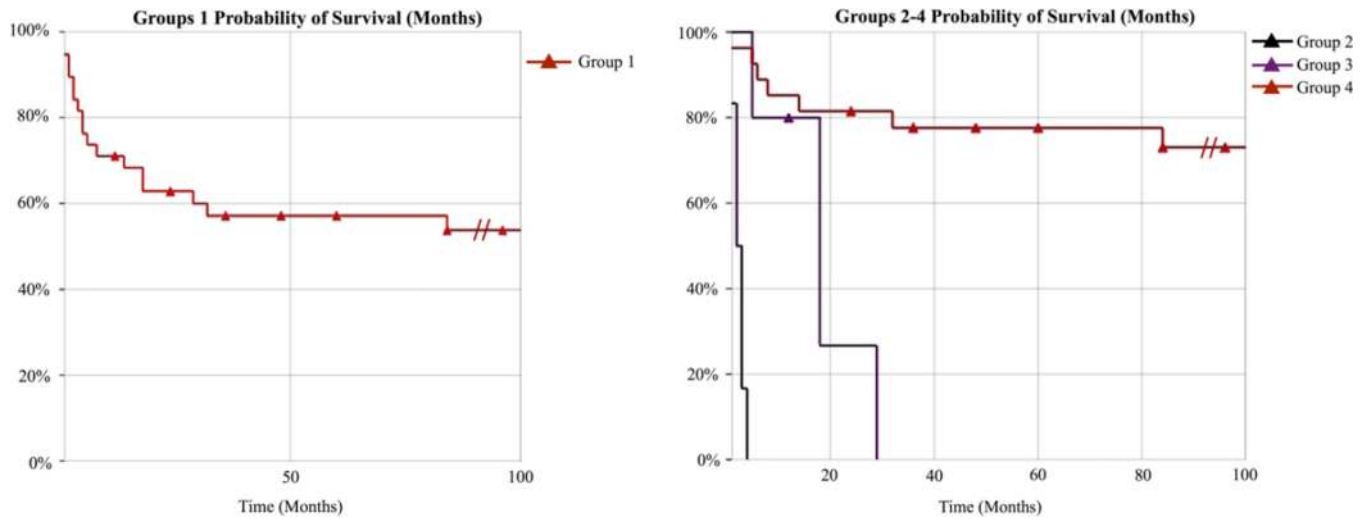 Groups 1 Probability of Survival (Months)
100%
80%
60%
40%
20%
0%
50
100
Time (Months)
Group 1
Groups 2-4 Probability of Survival (Months)
100%
80%
60%
40%
20%
0%
20
40
60
80
100
Time (Months)
Group 2
Group 3
Group 4